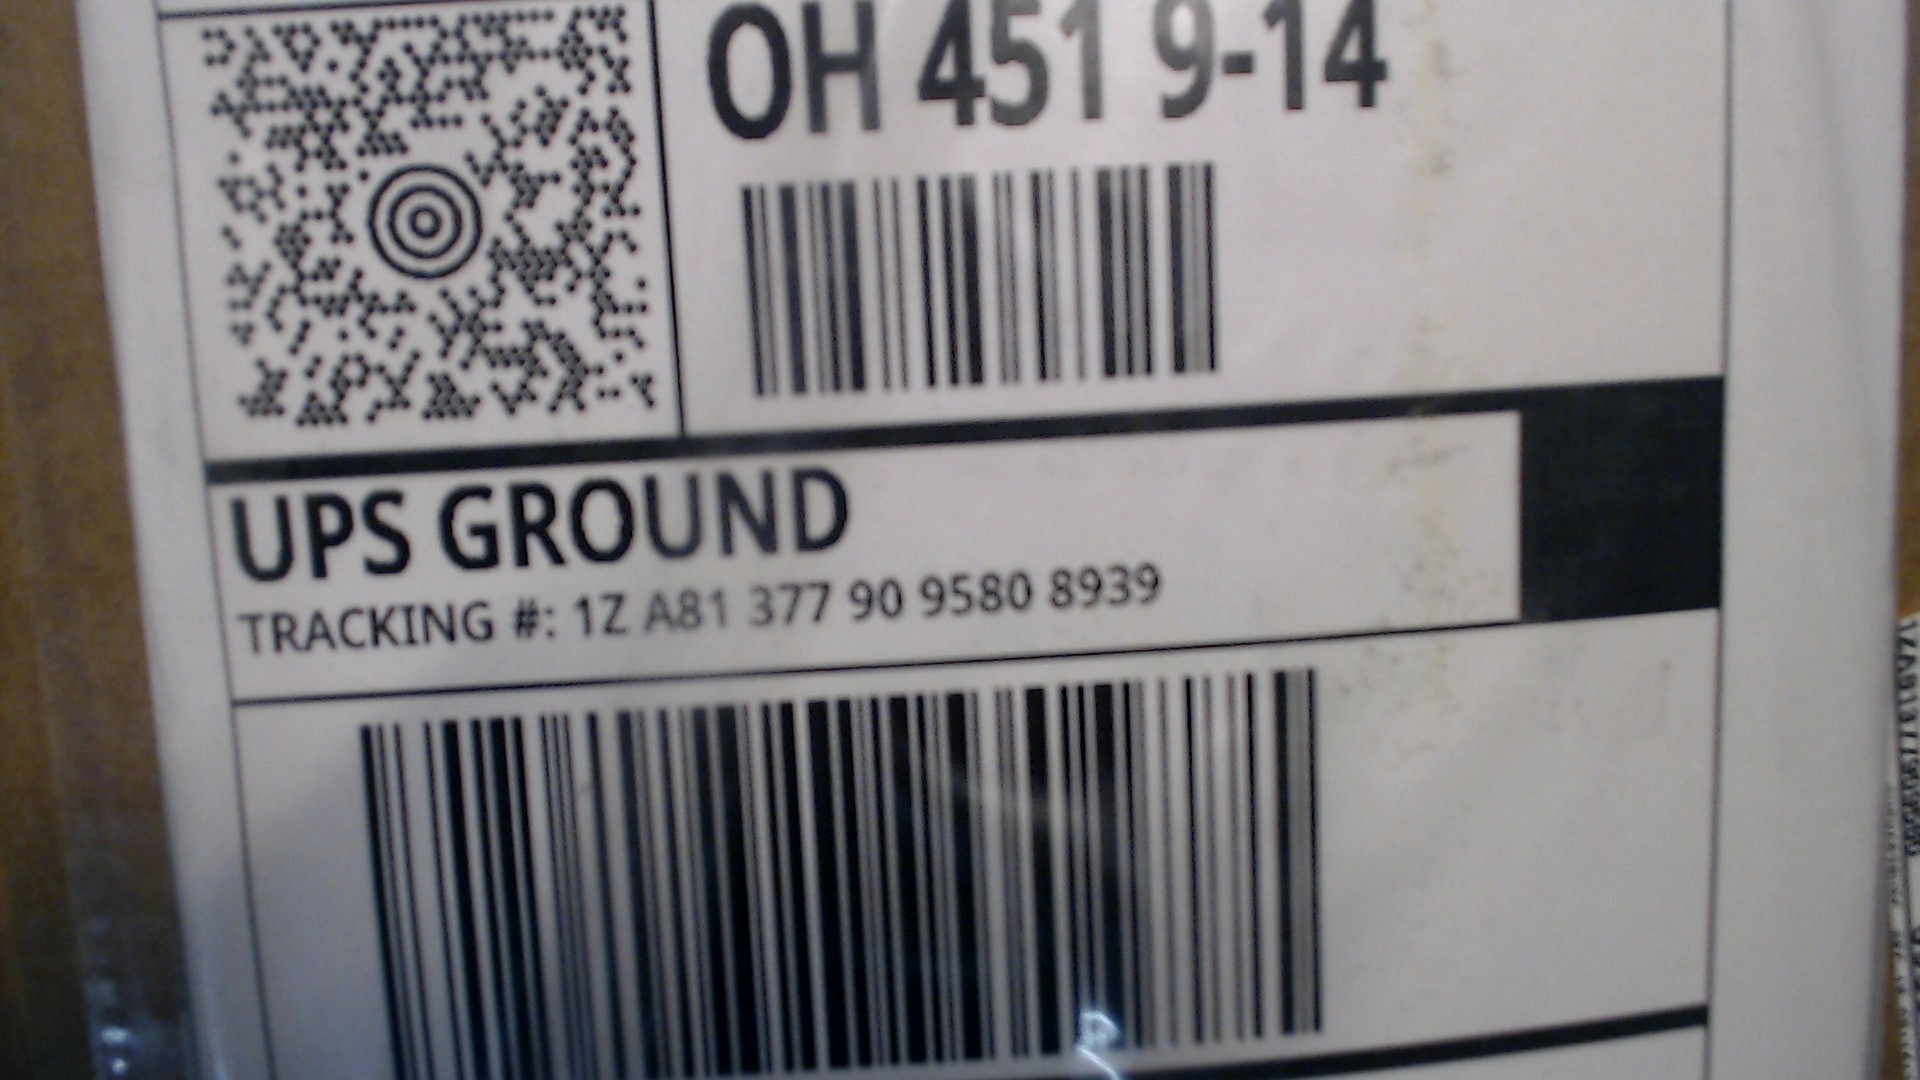 OH 451 9-14
UPS GROUND
TRACKING #: 1Z A81 377 90 9580 8939